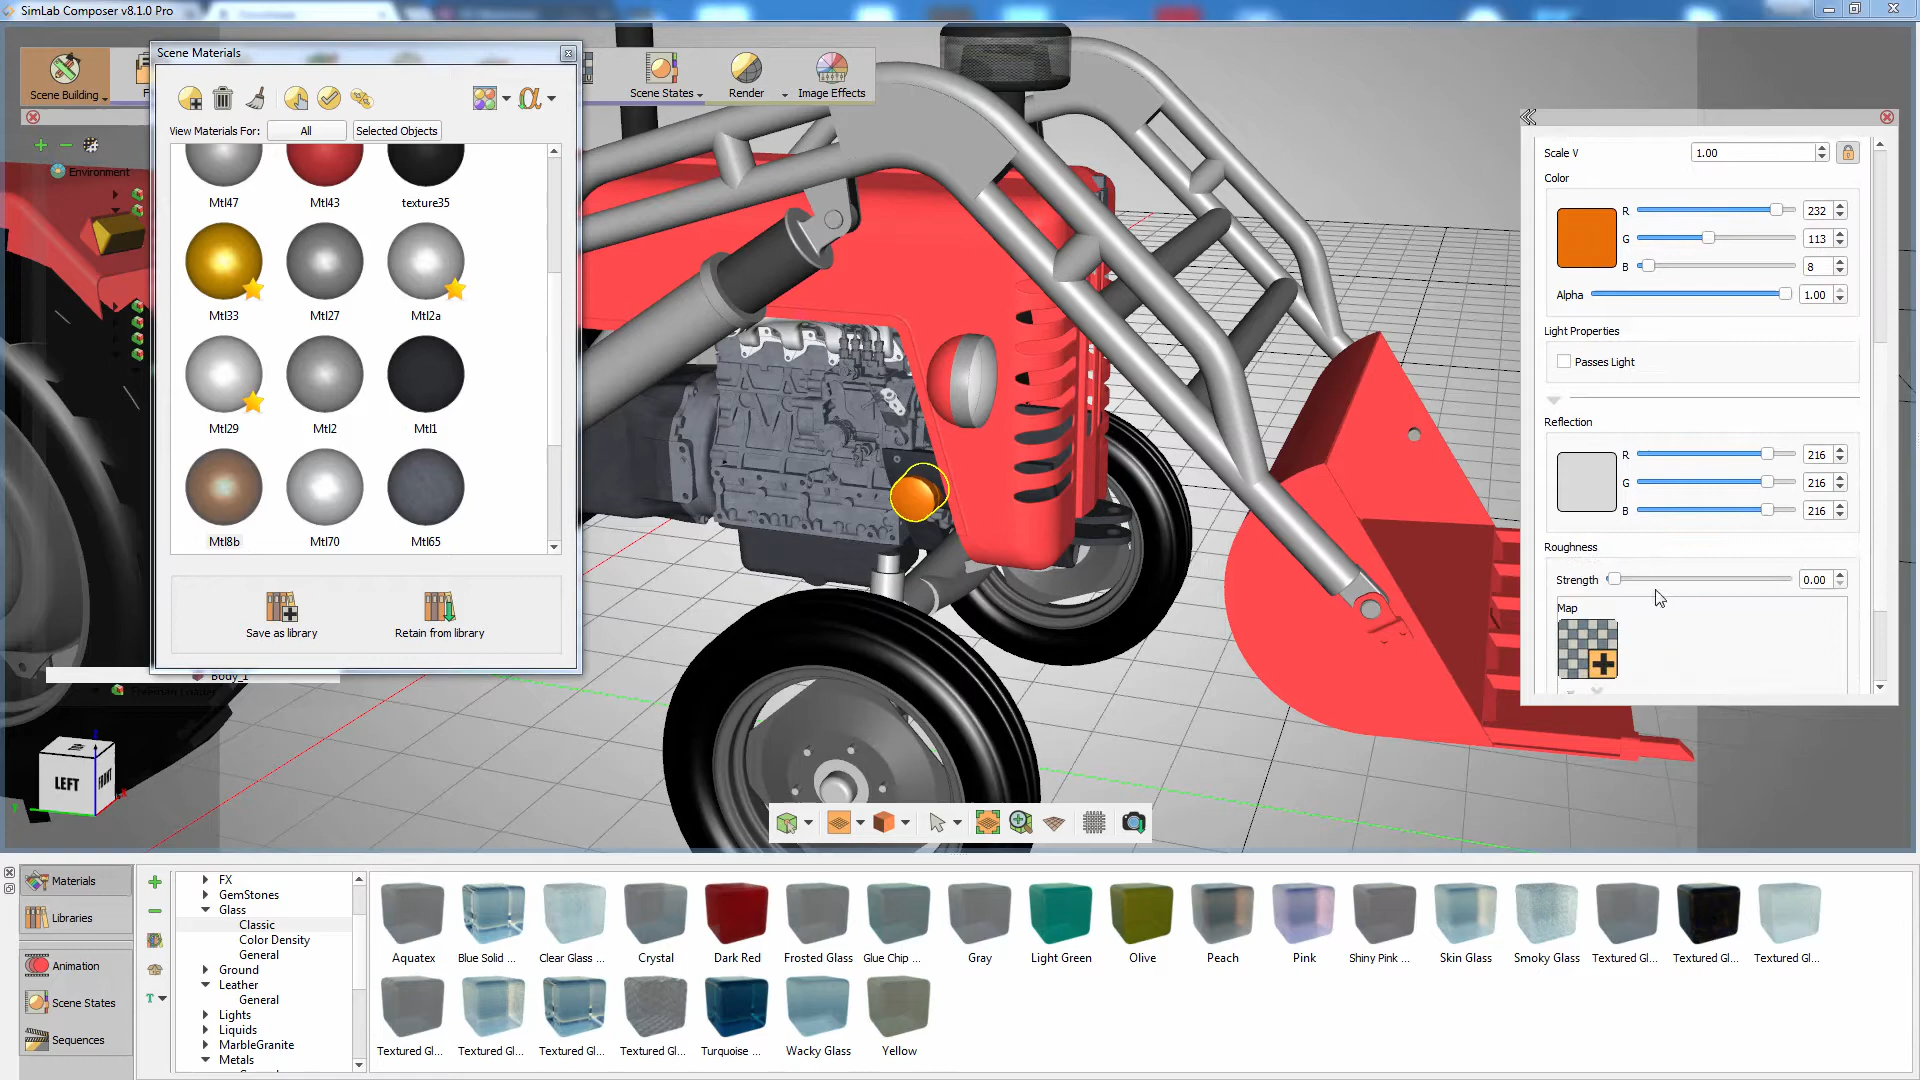 SimLab Composer v8.1.0 Pro
Scene Building
F
Scene States
Render
Image Effects
Scene Materials
View Materials For:
All
Selected Objects
Mtl47
Mtl43
texture35
Mtl33
Mtl27
Mtl2a
Mtl29
Mtl2
Mtl1
Mtl8b
Mtl70
Mtl65
Save as library
Retain from library
Environment
Body_1
LEFT
FRONT
Scale V
1.00
Color
R
232
G
113
B
8
Alpha
1.00
Light Properties
Passes Light
Reflection
R
216
G
216
B
216
Roughness
Strength
0.00
Map
Materials
Libraries
Animation
Scene States
Sequences
T
FX
GemStones
Glass
Classic
Color Density
General
Ground
Leather
General
Lights
Liquids
MarbleGranite
Metals
Aquatex
Blue Solid ...
Clear Glass ...
Crystal
Dark Red
Frosted Glass
Glue Chip ...
Gray
Light Green
Olive
Peach
Pink
Shiny Pink ...
Skin Glass
Smoky Glass
Textured Gl...
Textured Gl...
Textured Gl...
Textured Gl...
Textured Gl...
Textured Gl...
Textured Gl...
Turquoise ...
Wacky Glass
Yellow